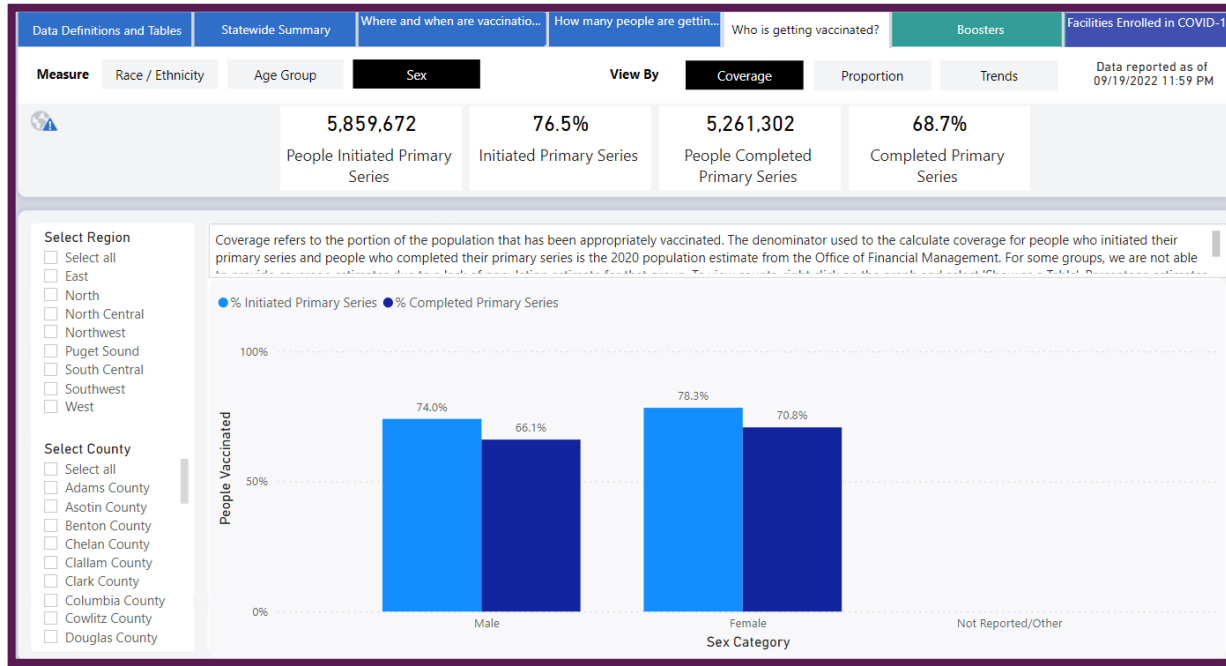 Data Definitions and Tables
Statewide Summary
Where and when are vaccinatio...
How many people are gettin...
Who is getting vaccinated?
Boosters
Facilities Enrolled in COVID-1
Measure
Race / Ethnicity
Age Group
Sex
View By
Coverage
Proportion
Trends
Data reported as of
09/19/2022 11:59 PM
5,859,672
People Initiated Primary
Series
76.5%
Initiated Primary Series
5,261,302
People Completed
Primary Series
68.7%
Completed Primary
Series
Select Region
Select all
East
North
North Central
Northwest
Puget Sound
South Central
Southwest
West
Select County
Select all
Adams County
Asotin County
Benton County
Chelan County
Clallam County
Clark County
Columbia County
Cowlitz County
Douglas County
Coverage refers to the portion of the population that has been appropriately vaccinated. The denominator used to the calculate coverage for people who initiated their
primary series and people who completed their primary series is the 2020 population estimate from the Office of Financial Management. For some groups, we are not able
% Initiated Primary Series
% Completed Primary Series
People Vaccinated
100%
50%
0%
74.0%
66.1%
78.3%
70.8%
Male
Female
Not Reported/Other
Sex Category